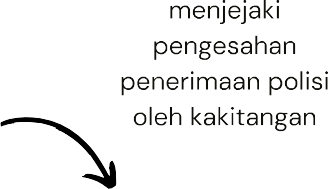 menjejaki
pengesahan
penerimaan polisi
oleh kakitangan